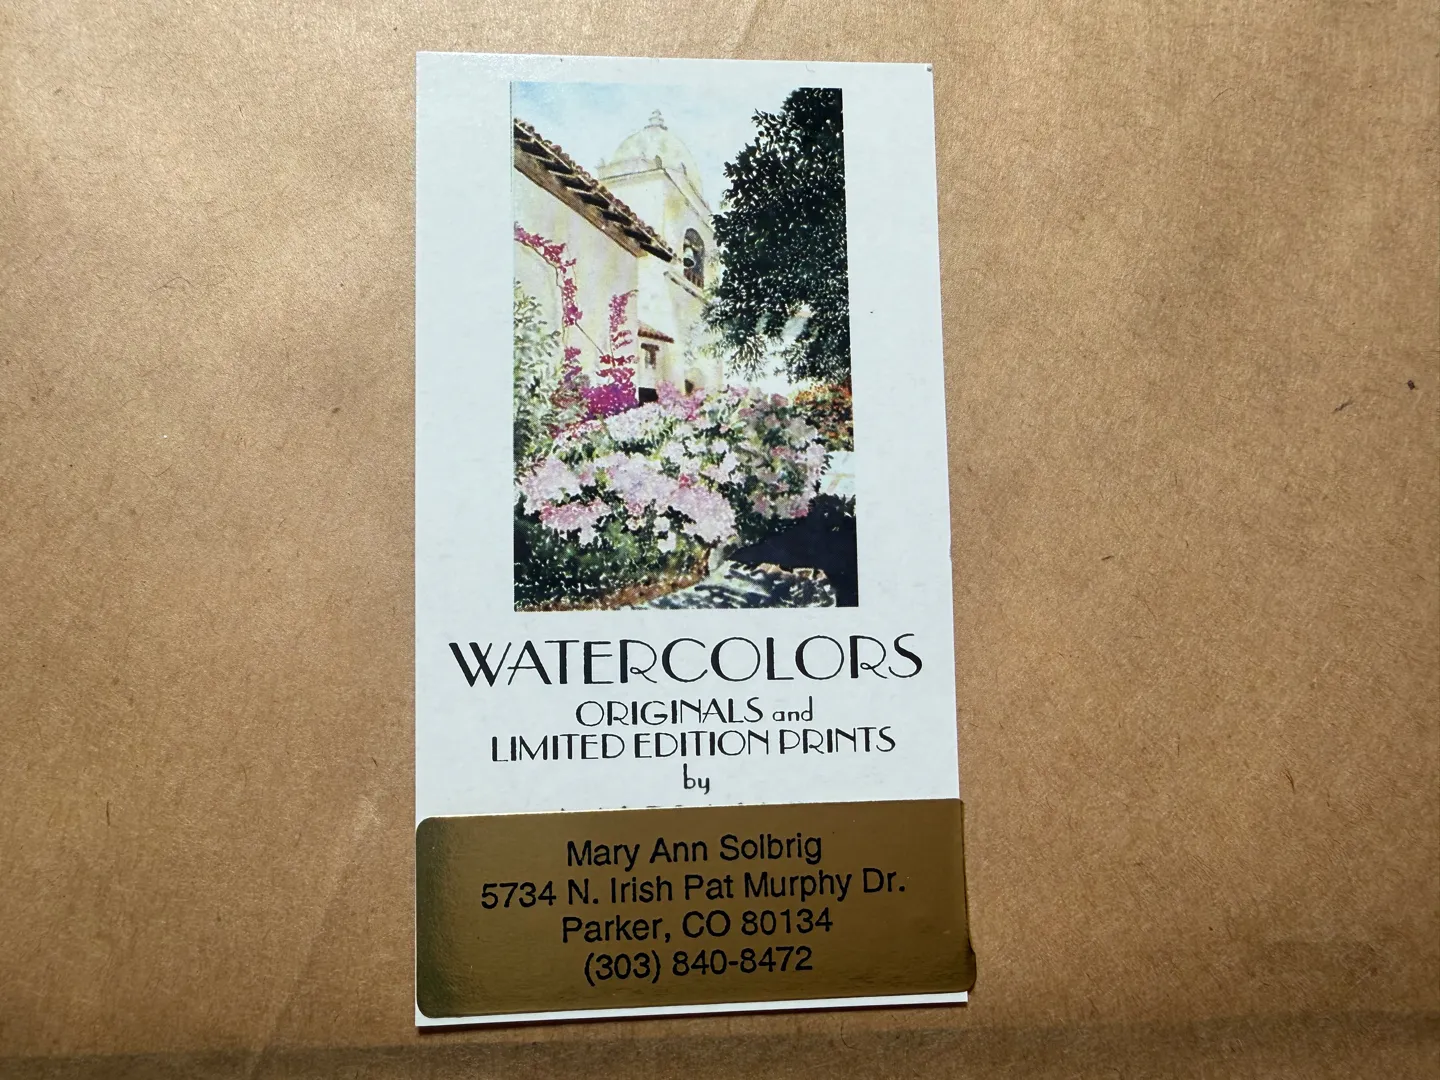 WATERCOLORS
ORIGINALS and
LIMITED EDITION PRINTS
by
Mary Ann Solbrig
5734 N. Irish Pat Murphy Dr.
Parker, CO 80134
(303) 840-8472